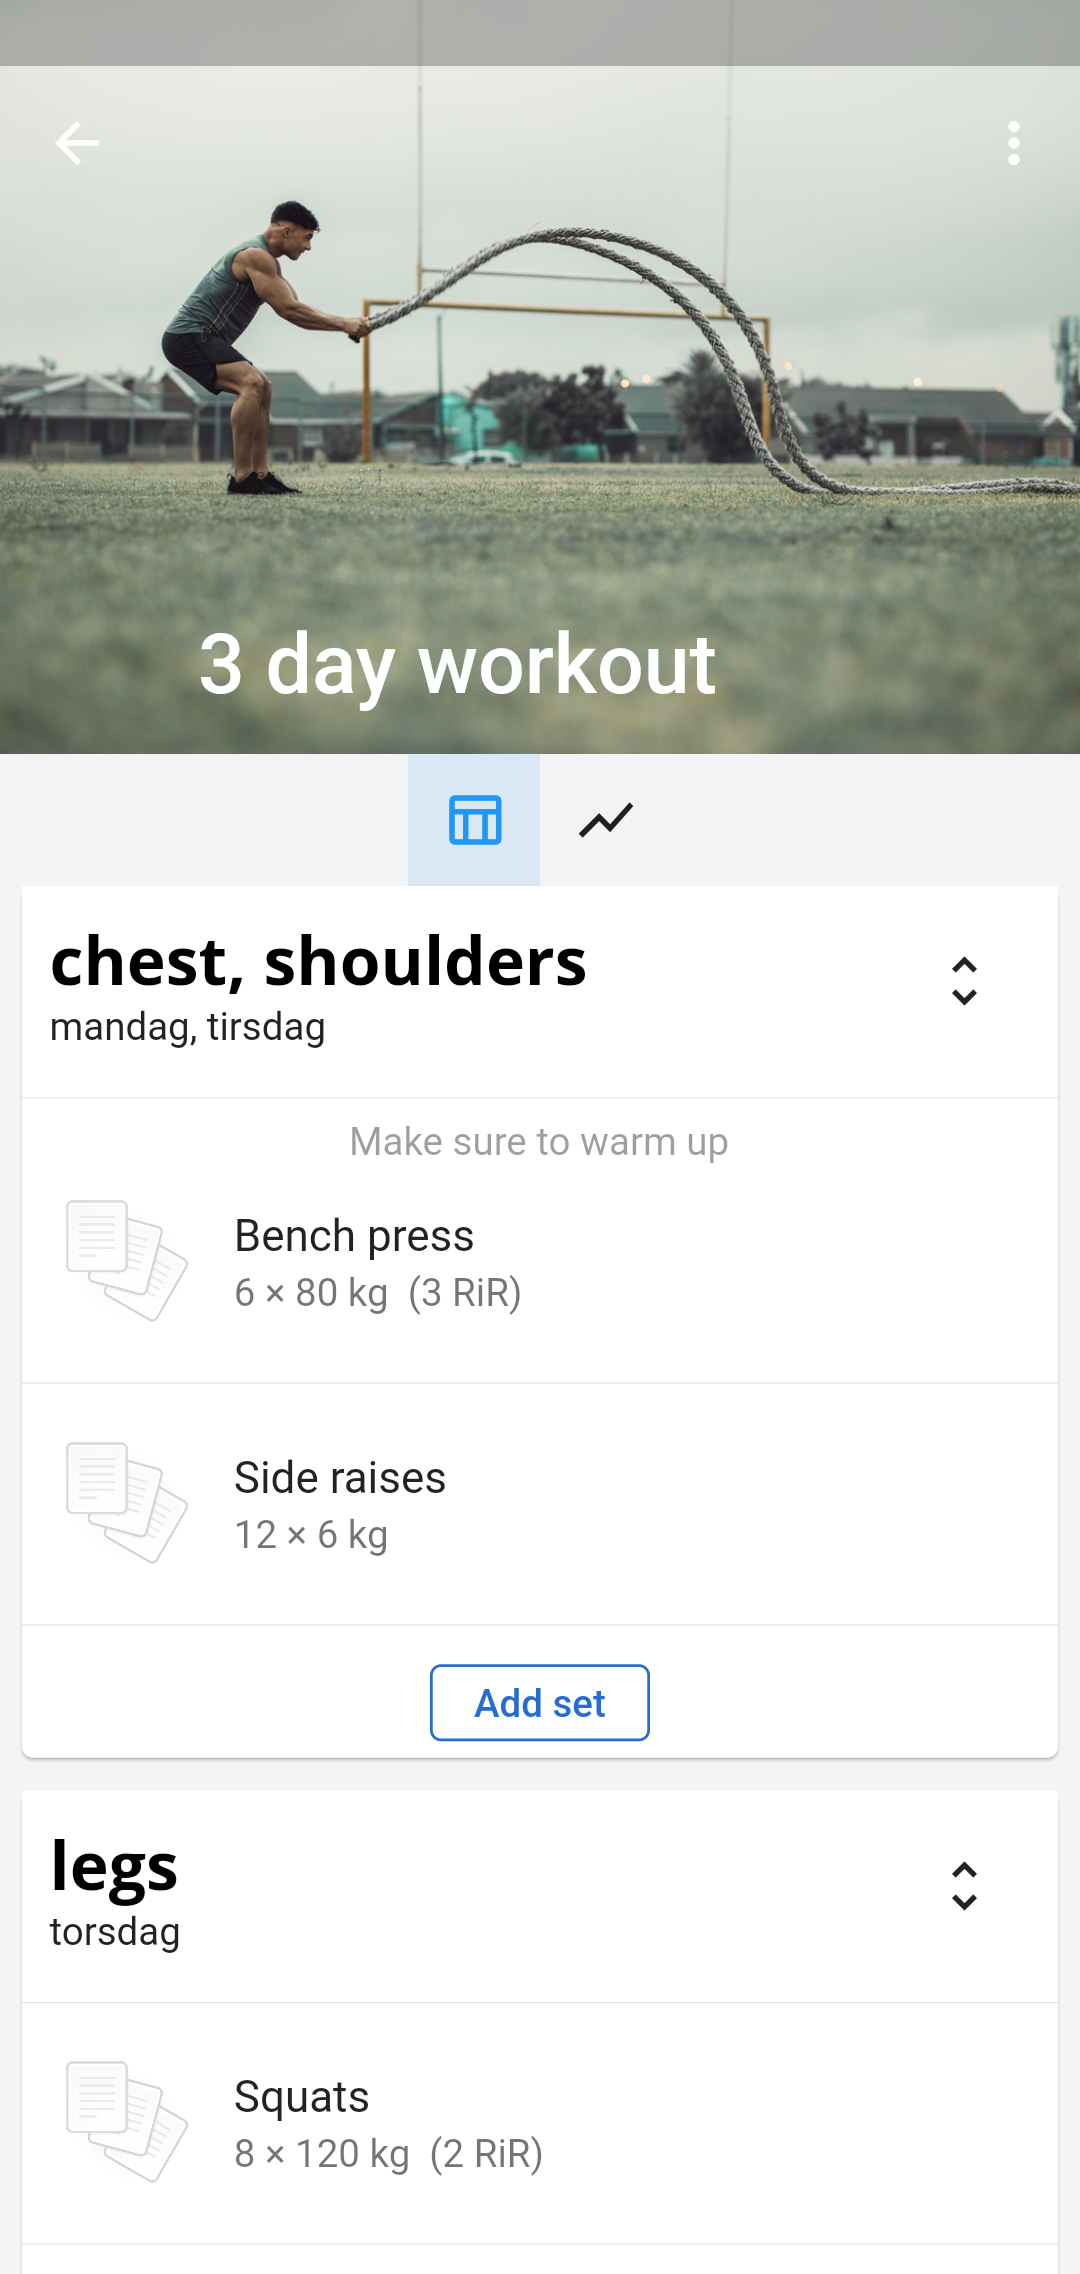 3 day workout
chest, shoulders
mandag, tirsdag
Make sure to warm up
Bench press
6 × 80 kg (3 RiR)
Side raises
12 × 6 kg
Add set
legs
torsdag
Squats
8 × 120 kg (2 RiR)